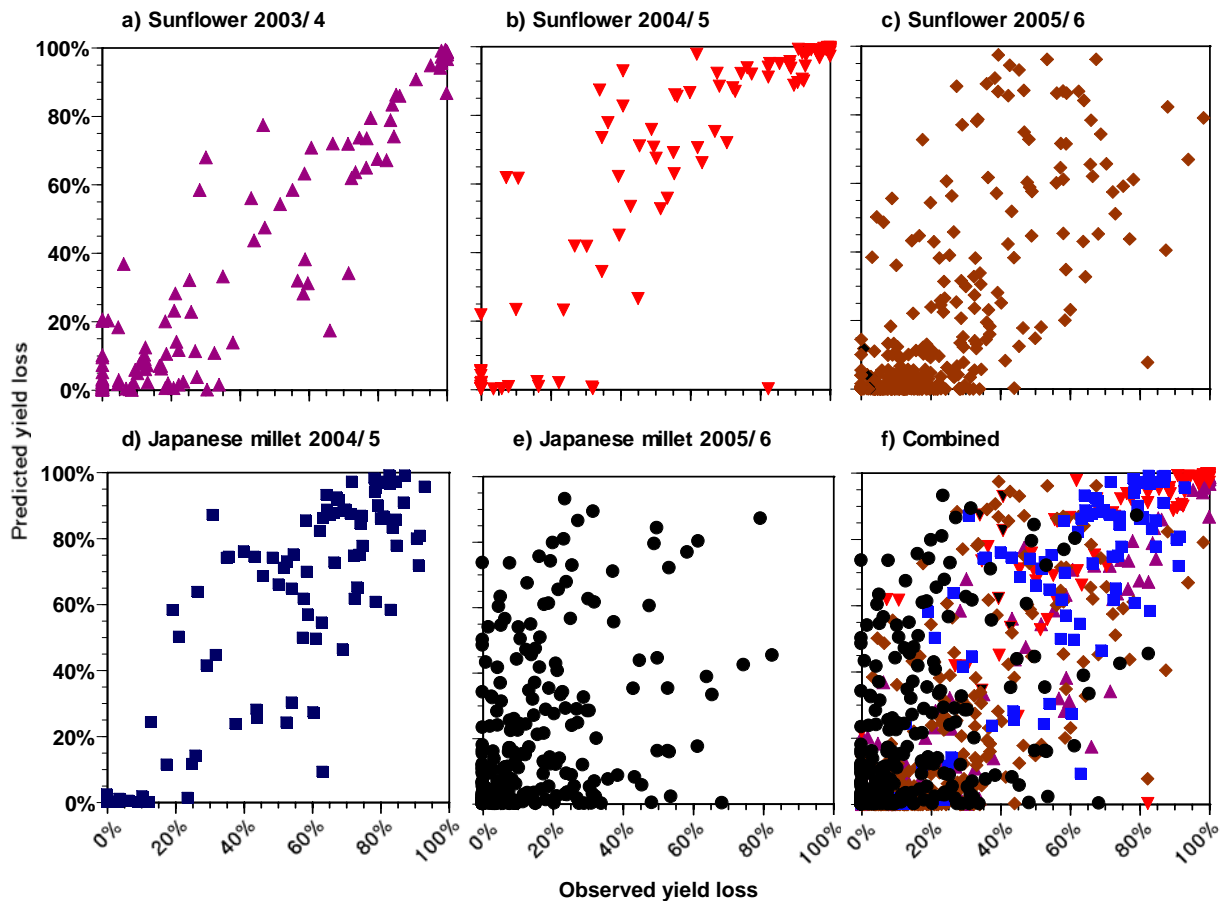 a) Sunflower 2003/4
b) Sunflower 2004/5
c) Sunflower 2005/6
100%
80%
60%
40%
20%
0%
Predicted yield loss
d) Japanese millet 2004/5
e) Japanese millet 2005/6
f) Combined
100%
80%
60%
40%
20%
0%
0% 20% 40% 60% 80% 100%
0% 20% 40% 60% 80% 100%
0% 20% 40% 60% 80% 100%
Observed yield loss